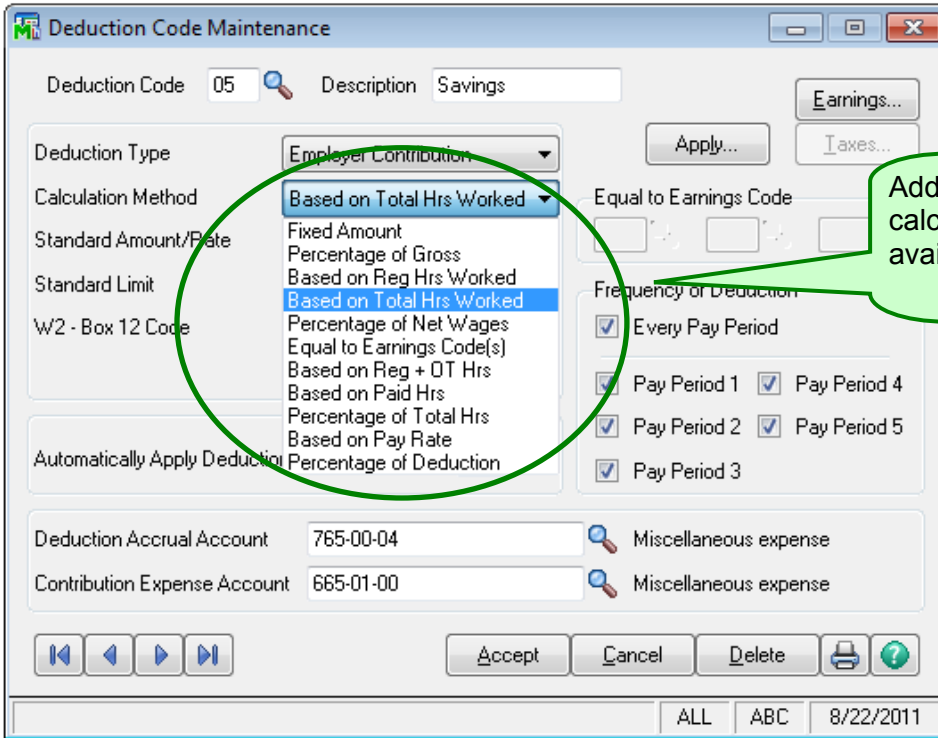 Deduction Code Maintenance
Deduction Code 05 Description Savings
Earnings...
Apply...
Taxes...
Deduction Type Employer Contribution
Calculation Method Based on Total Hrs Worked
Standard Amount/Rate
Standard Limit
W2 - Box 12 Code
Fixed Amount
Percentage of Gross
Based on Reg Hrs Worked
Based on Total Hrs Worked
Percentage of Net Wages
Equal to Earnings Code(s)
Based on Reg + OT Hrs
Based on Paid Hrs
Percentage of Total Hrs
Based on Pay Rate
Percentage of Deduction
Automatically Apply
Equal to Earnings Code
Frequency of Deduction
Every Pay Period
Pay Period 1 Pay Period 4
Pay Period 2 Pay Period 5
Pay Period 3
Deduction Accrual Account 765-00-04 Miscellaneous expense
Contribution Expense Account 665-01-00 Miscellaneous expense
Accept Cancel Delete
ALL ABC 8/22/2011